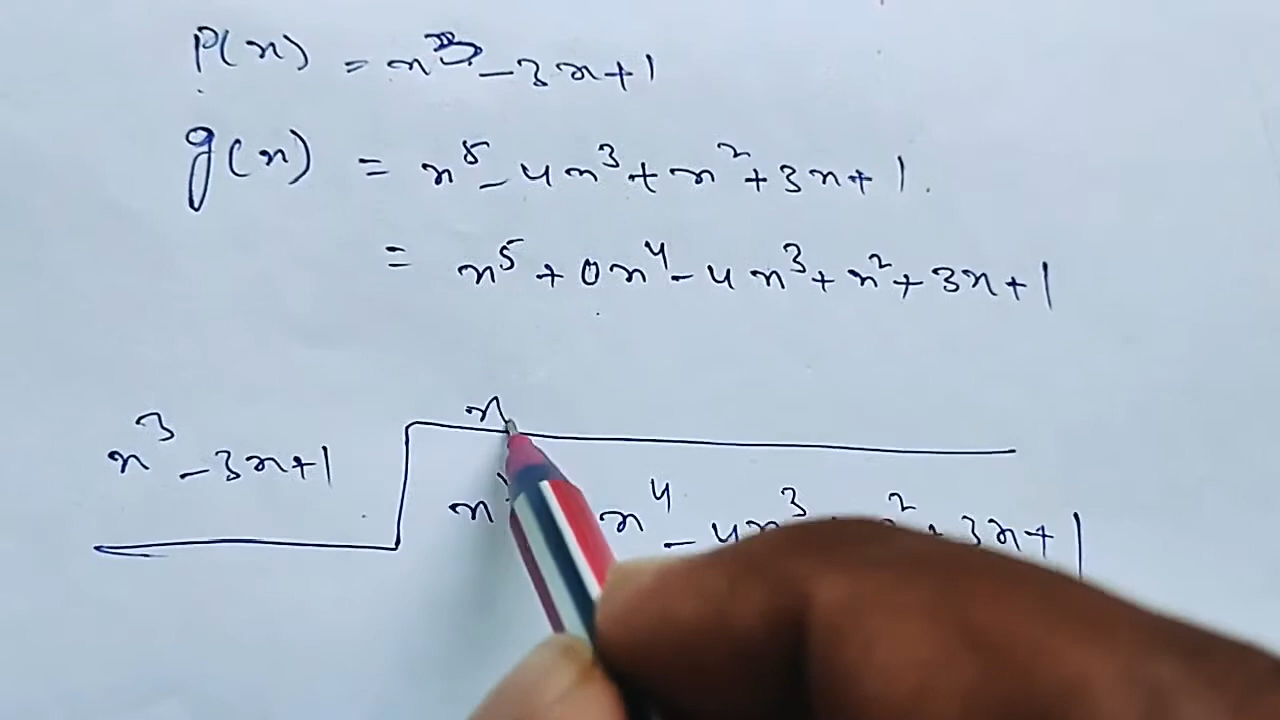 P(x) = x³ - 3x + 1
g(x) = x⁵ - 4x³ + x² + 3x + 1.
= x⁵ + 0x⁴ - 4x³ + x² + 3x + 1
x
x³ - 3x + 1
x x⁴ - 4x³ + x² + 3x + 1